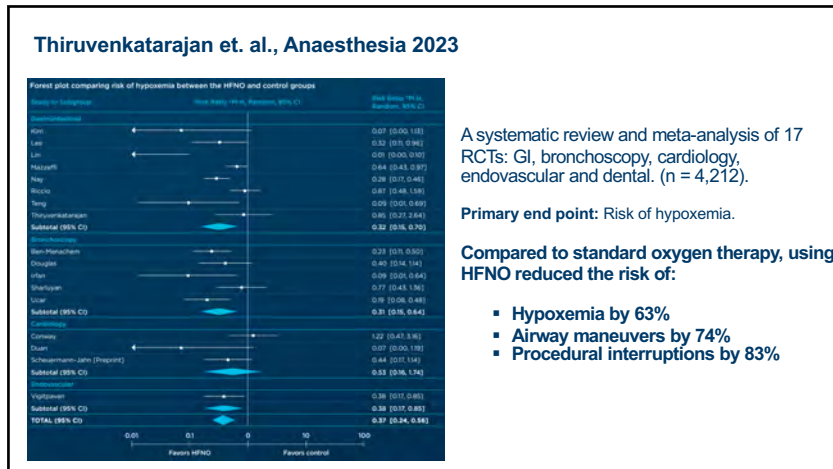 Thiruvenkatarajan et. al., Anaesthesia 2023
Forest plot comparing risk of hypoxemia between the HFNO and control groups
Study or Subgroup Risk Ratio *M-H, Random, 95% CI Risk Ratio *M-H, Random, 95% CI
Gastrointestinal
Kim 0.07 [0.00, 1.13]
Lee 0.32 [0.11, 0.96]
Lin 0.01 [0.00, 0.10]
Mazzeffi 0.64 [0.43, 0.97]
Nay 0.28 [0.17, 0.46]
Riccio 0.87 [0.48, 1.59]
Teng 0.09 [0.01, 0.69]
Thiruvenkatarajan 0.85 [0.27, 2.64]
Subtotal (95% CI) 0.32 [0.15, 0.70]
Bronchoscopy
Ben-Menachem 0.23 [0.11, 0.50]
Douglas 0.40 [0.14, 1.14]
Irfan 0.09 [0.01, 0.64]
Sharluyan 0.77 [0.43, 1.36]
Ucar 0.19 [0.08, 0.48]
Subtotal (95% CI) 0.31 [0.15, 0.64]
Cardiology
Conway 1.22 [0.47, 3.16]
Duan 0.07 [0.00, 1.19]
Scheuermann-Jahn (Preprint) 0.44 [0.17, 1.14]
Subtotal (95% CI) 0.53 [0.16, 1.74]
Endovascular
Vigitpavan 0.38 [0.17, 0.85]
Subtotal (95% CI) 0.38 [0.17, 0.85]
TOTAL (95% CI) 0.37 [0.24, 0.56]
0.01 0.1 0 10 100
Favors HFNO Favors control
A systematic review and meta-analysis of 17
RCTs: GI, bronchoscopy, cardiology,
endovascular and dental. (n = 4,212).
Primary end point: Risk of hypoxemia.
Compared to standard oxygen therapy, using
HFNO reduced the risk of:
▪ Hypoxemia by 63%
▪ Airway maneuvers by 74%
▪ Procedural interruptions by 83%